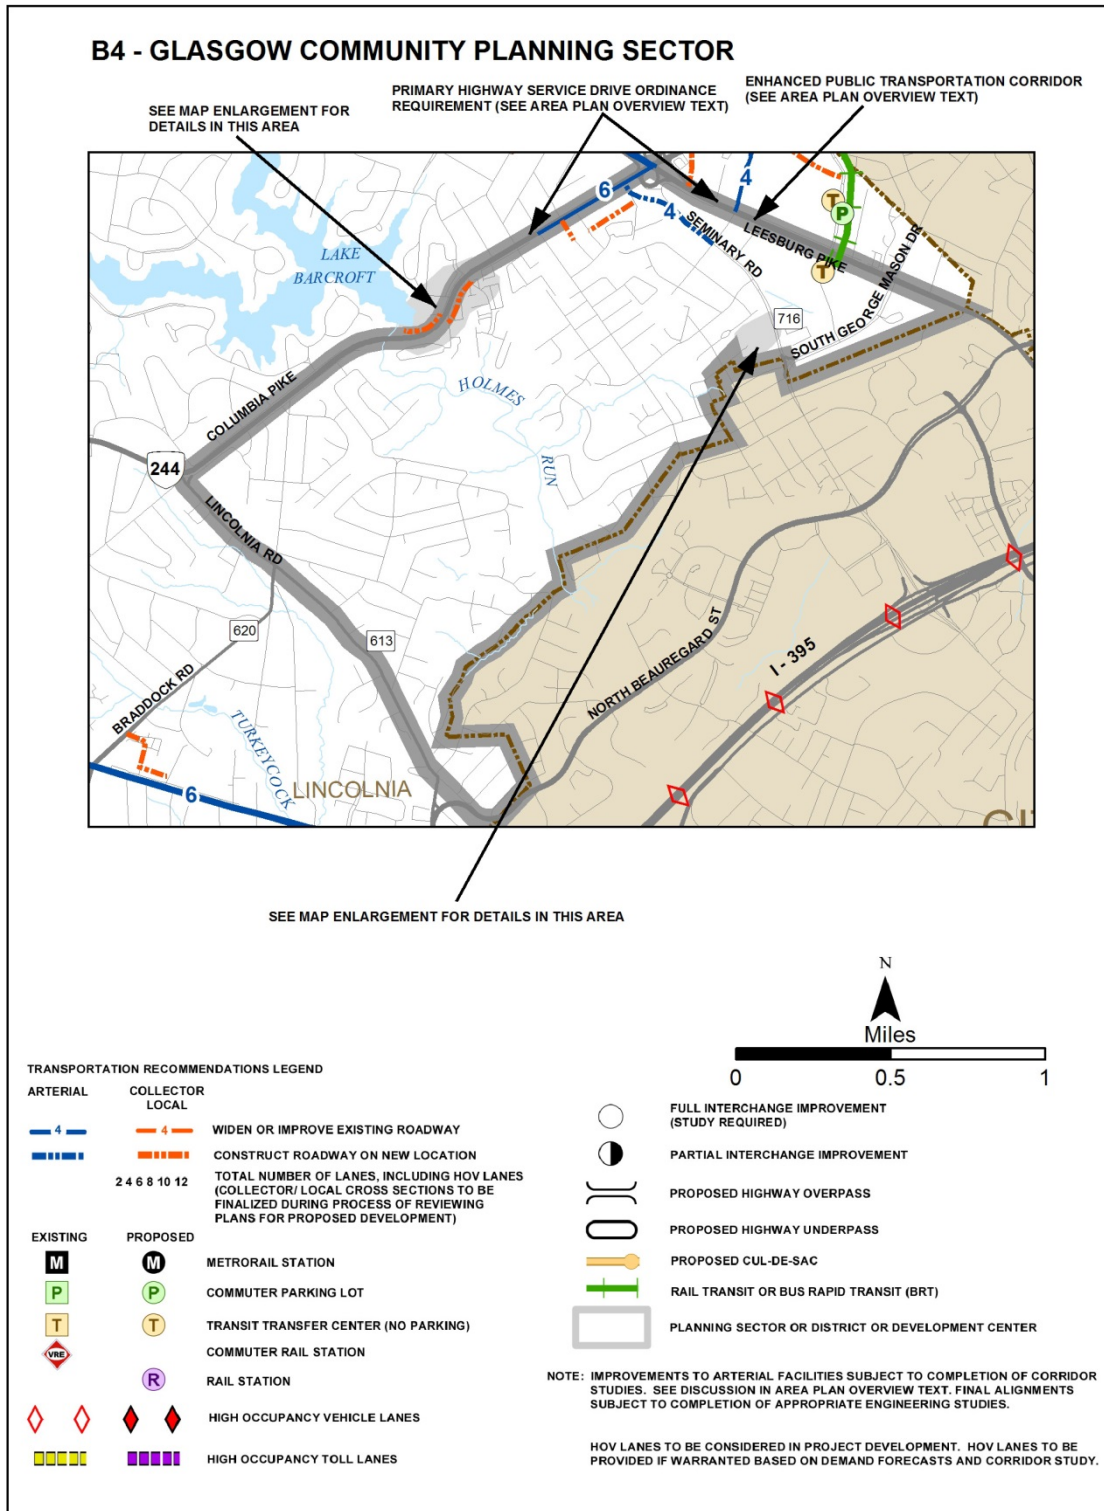 B4 - GLASGOW COMMUNITY PLANNING SECTOR
SEE MAP ENLARGEMENT FOR
DETAILS IN THIS AREA
PRIMARY HIGHWAY SERVICE DRIVE ORDINANCE
REQUIREMENT (SEE AREA PLAN OVERVIEW TEXT)
ENHANCED PUBLIC TRANSPORTATION CORRIDOR
(SEE AREA PLAN OVERVIEW TEXT)
6
4
4
T
P
T
SEMINARY RD
LEESBURG PIKE
SOUTH GEORGE MASON DR
716
LAKE
BARCROFT
COLUMBIA PIKE
HOLMES
RUN
244
LINCOLNIA RD
620
613
BRADDOCK RD
TURKEYCOCK
LINCOLNIA
6
NORTH BEAUREGARD ST
I - 395
SEE MAP ENLARGEMENT FOR DETAILS IN THIS AREA
N
Miles
0 0.5 1
TRANSPORTATION RECOMMENDATIONS LEGEND
ARTERIAL
COLLECTOR
LOCAL
4 4 WIDEN OR IMPROVE EXISTING ROADWAY
CONSTRUCT ROADWAY ON NEW LOCATION
2 4 6 8 10 12 TOTAL NUMBER OF LANES, INCLUDING HOV LANES
(COLLECTOR/ LOCAL CROSS SECTIONS TO BE
FINALIZED DURING PROCESS OF REVIEWING
PLANS FOR PROPOSED DEVELOPMENT)
EXISTING PROPOSED
M M METRORAIL STATION
P P COMMUTER PARKING LOT
T T TRANSIT TRANSFER CENTER (NO PARKING)
VRE COMMUTER RAIL STATION
R RAIL STATION
HIGH OCCUPANCY VEHICLE LANES
HIGH OCCUPANCY TOLL LANES
FULL INTERCHANGE IMPROVEMENT
(STUDY REQUIRED)
PARTIAL INTERCHANGE IMPROVEMENT
PROPOSED HIGHWAY OVERPASS
PROPOSED HIGHWAY UNDERPASS
PROPOSED CUL-DE-SAC
RAIL TRANSIT OR BUS RAPID TRANSIT (BRT)
PLANNING SECTOR OR DISTRICT OR DEVELOPMENT CENTER
NOTE: IMPROVEMENTS TO ARTERIAL FACILITIES SUBJECT TO COMPLETION OF CORRIDOR
STUDIES. SEE DISCUSSION IN AREA PLAN OVERVIEW TEXT. FINAL ALIGNMENTS
SUBJECT TO COMPLETION OF APPROPRIATE ENGINEERING STUDIES.
HOV LANES TO BE CONSIDERED IN PROJECT DEVELOPMENT. HOV LANES TO BE
PROVIDED IF WARRANTED BASED ON DEMAND FORECASTS AND CORRIDOR STUDY.